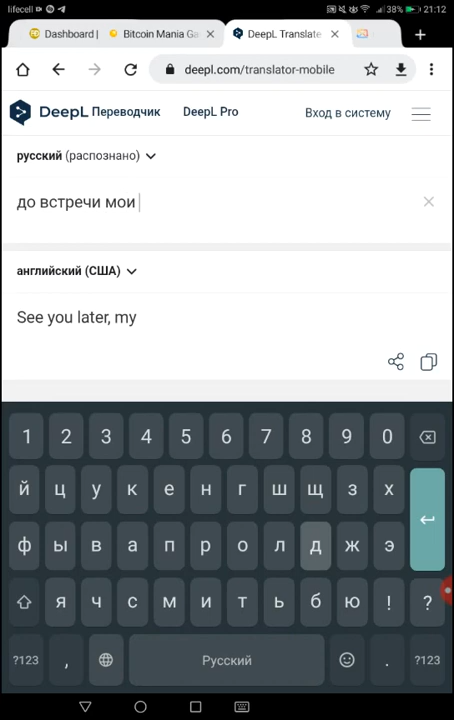 lifecell
38% 21:12
Dashboard |
Bitcoin Mania Ga
DeepL Translate
deepl.com/translator-mobile
DeepL Переводчик DeepL Pro Вход в систему
русский (распознано)
до встречи мои
английский (США)
See you later, my
1 2 3 4 5 6 7 8 9 0
й ц у к е н г ш щ з х
ф ы в а п р о л д ж э
я ч с м и т ь б ю ! ?
?123 , Русский . ?123